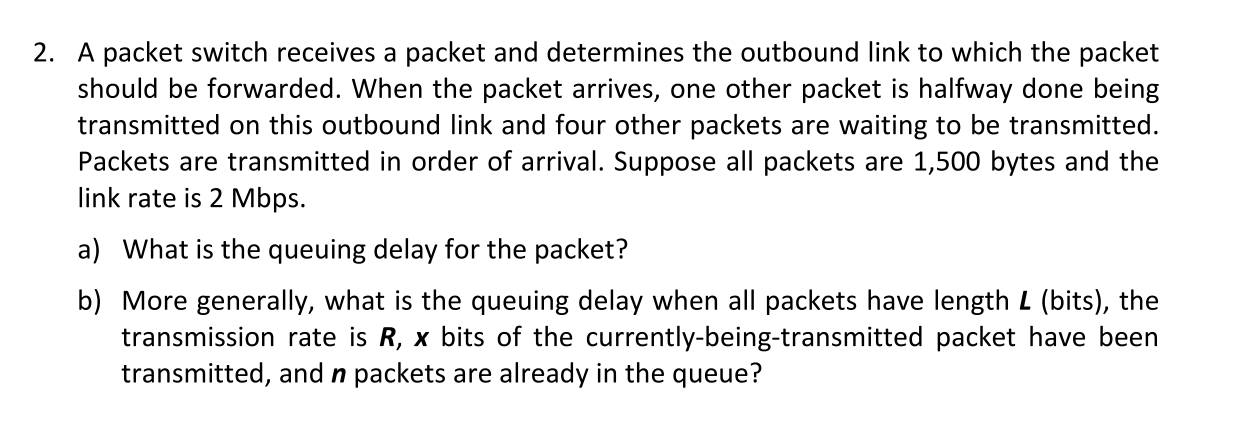 2. A packet switch receives a packet and determines the outbound link to which the packet
should be forwarded. When the packet arrives, one other packet is halfway done being
transmitted on this outbound link and four other packets are waiting to be transmitted.
Packets are transmitted in order of arrival. Suppose all packets are 1,500 bytes and the
link rate is 2 Mbps.
a) What is the queuing delay for the packet?
b) More generally, what is the queuing delay when all packets have length L (bits), the
transmission rate is R, x bits of the currently-being-transmitted packet have been
transmitted, and n packets are already in the queue?